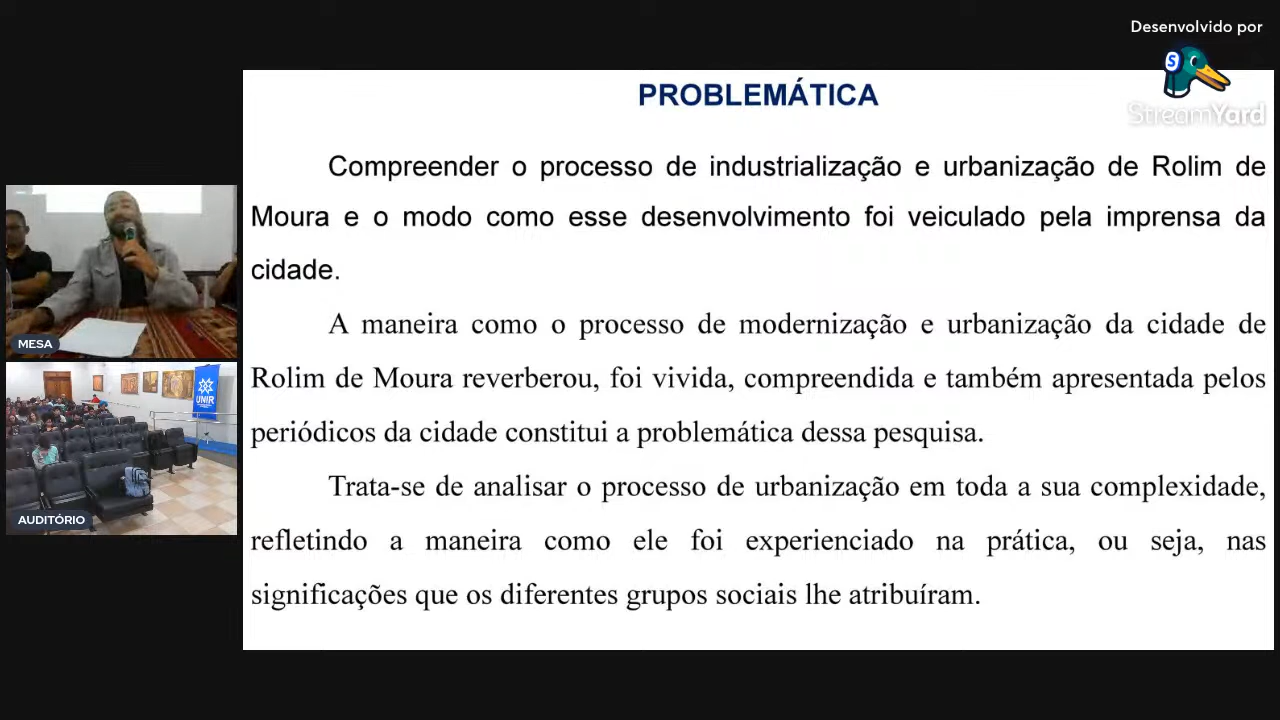 Desenvolvido por
StreamYard
PROBLEMÁTICA
Compreender o processo de industrialização e urbanização de Rolim de
Moura e o modo como esse desenvolvimento foi veiculado pela imprensa da
cidade.
A maneira como o processo de modernização e urbanização da cidade de
Rolim de Moura reverberou, foi vivida, compreendida e também apresentada pelos
periódicos da cidade constitui a problemática dessa pesquisa.
Trata-se de analisar o processo de urbanização em toda a sua complexidade,
refletindo a maneira como ele foi experienciado na prática, ou seja, nas
significações que os diferentes grupos sociais lhe atribuíram.
MESA
UNIR
AUDITÓRIO